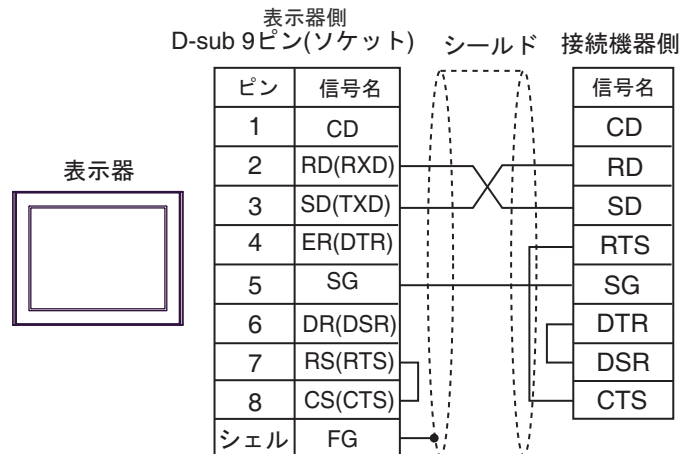 表示器側
D-sub 9ピン(ソケット)
シールド
接続機器側
表示器
ピン 信号名
1 CD
2 RD(RXD)
3 SD(TXD)
4 ER(DTR)
5 SG
6 DR(DSR)
7 RS(RTS)
8 CS(CTS)
シェル FG
信号名
CD
RD
SD
RTS
SG
DTR
DSR
CTS